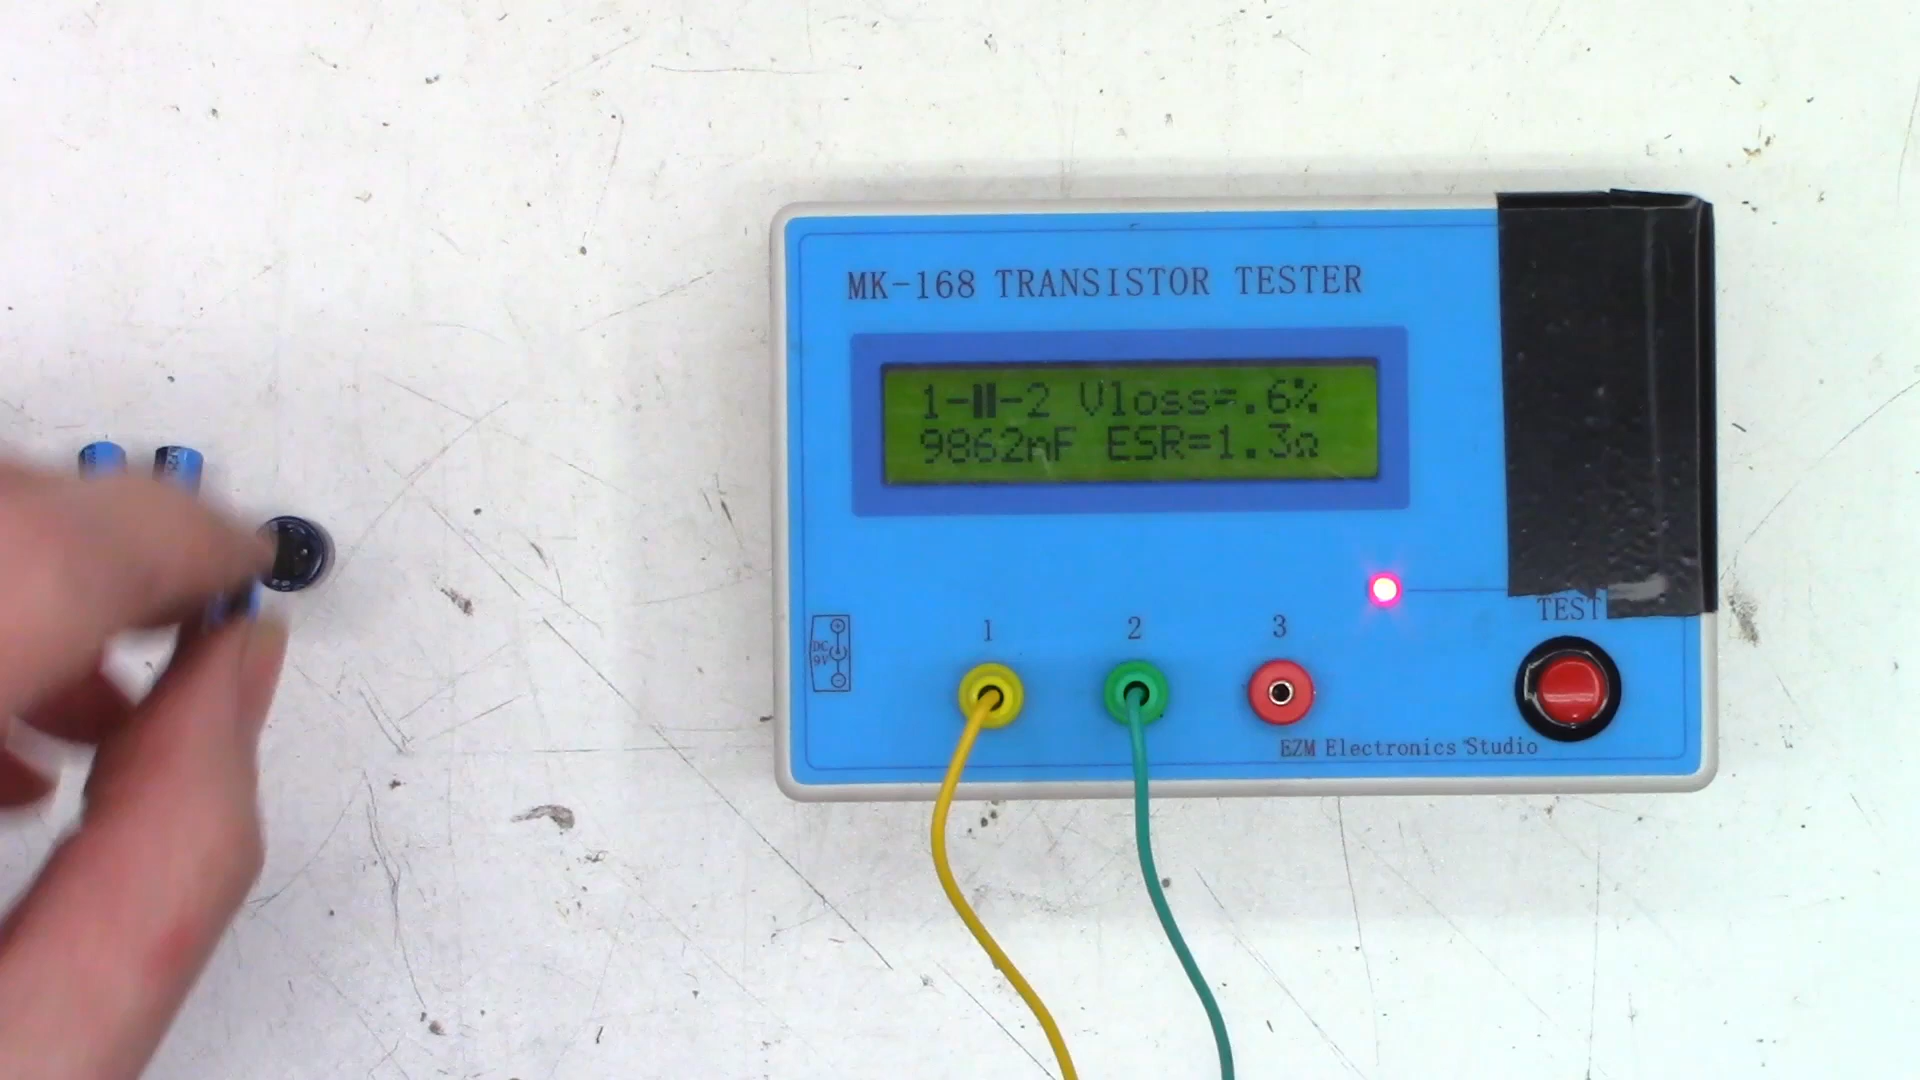 MK-168 TRANSISTOR TESTER
1-▮▮-2 Vloss=.6%
9862nF ESR=1.3Ω
TEST
1 2 3
DC
9V
EZM Electronics Studio